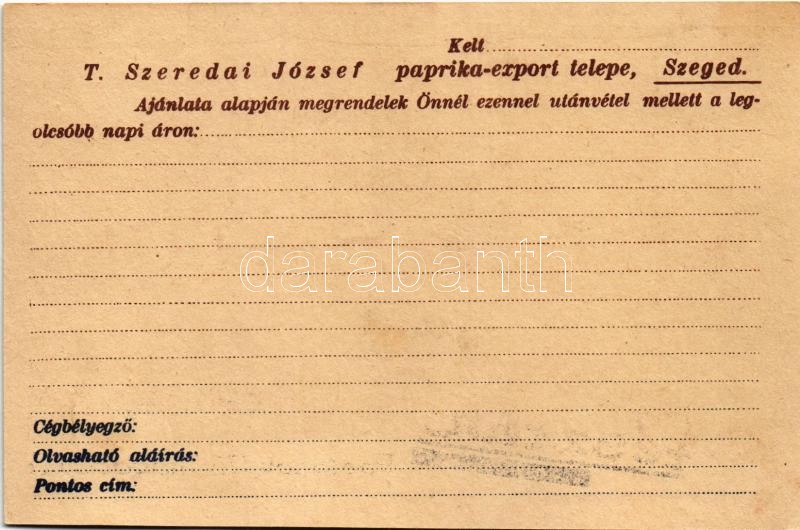 Kelt
T. Szeredai József paprika-export telepe, Szeged.
Ajánlata alapján megrendelek Önnél ezennel utánvétel mellett a leg-
olcsóbb napi áron:
darabanth
Cégbélyegző:
Olvasható aláírás:
Pontos cím: